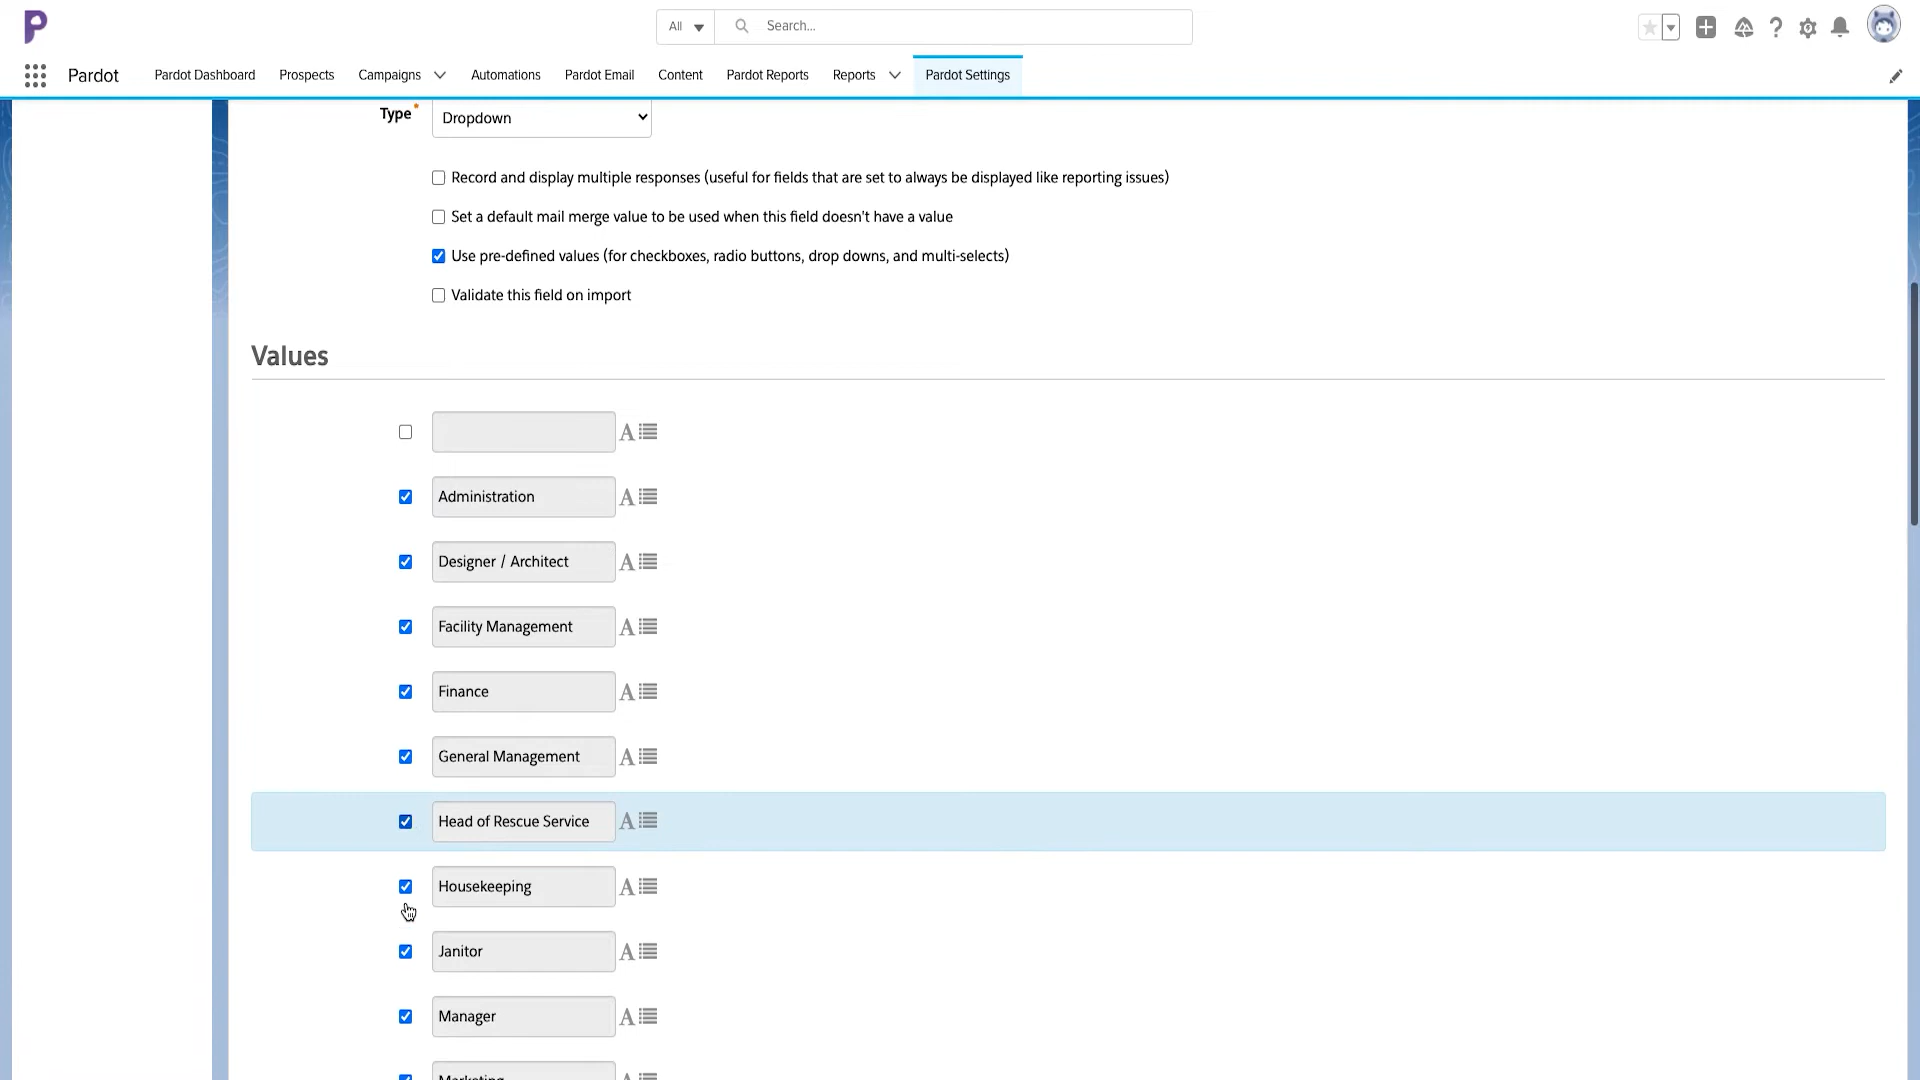 All
Search...
Pardot
Pardot Dashboard
Prospects
Campaigns
Automations
Pardot Email
Content
Pardot Reports
Reports
Pardot Settings
Type*
Dropdown
Record and display multiple responses (useful for fields that are set to always be displayed like reporting issues)
Set a default mail merge value to be used when this field doesn't have a value
Use pre-defined values (for checkboxes, radio buttons, drop downs, and multi-selects)
Validate this field on import
Values
Administration
Designer / Architect
Facility Management
Finance
General Management
Head of Rescue Service
Housekeeping
Janitor
Manager
Marketing